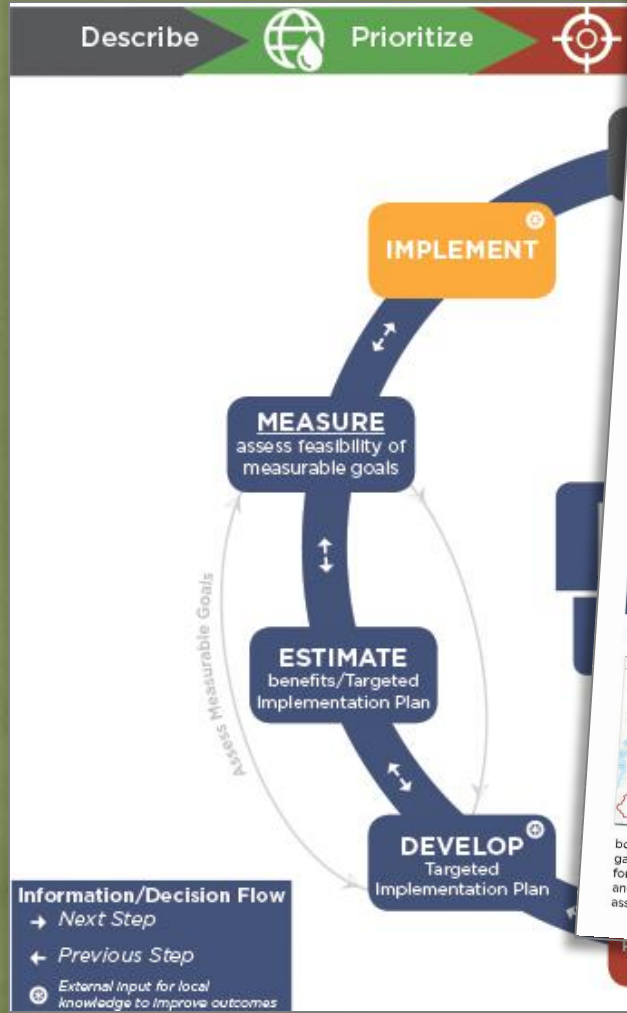 Describe
Prioritize
IMPLEMENT
MEASURE
assess feasibility of
measurable goals
Assess Measurable Goals
ESTIMATE
benefits/Targeted
Implementation Plan
DEVELOP
Targeted
Implementation Plan
Information/Decision Flow
→ Next Step
← Previous Step
External Input for local
knowledge to improve outcomes